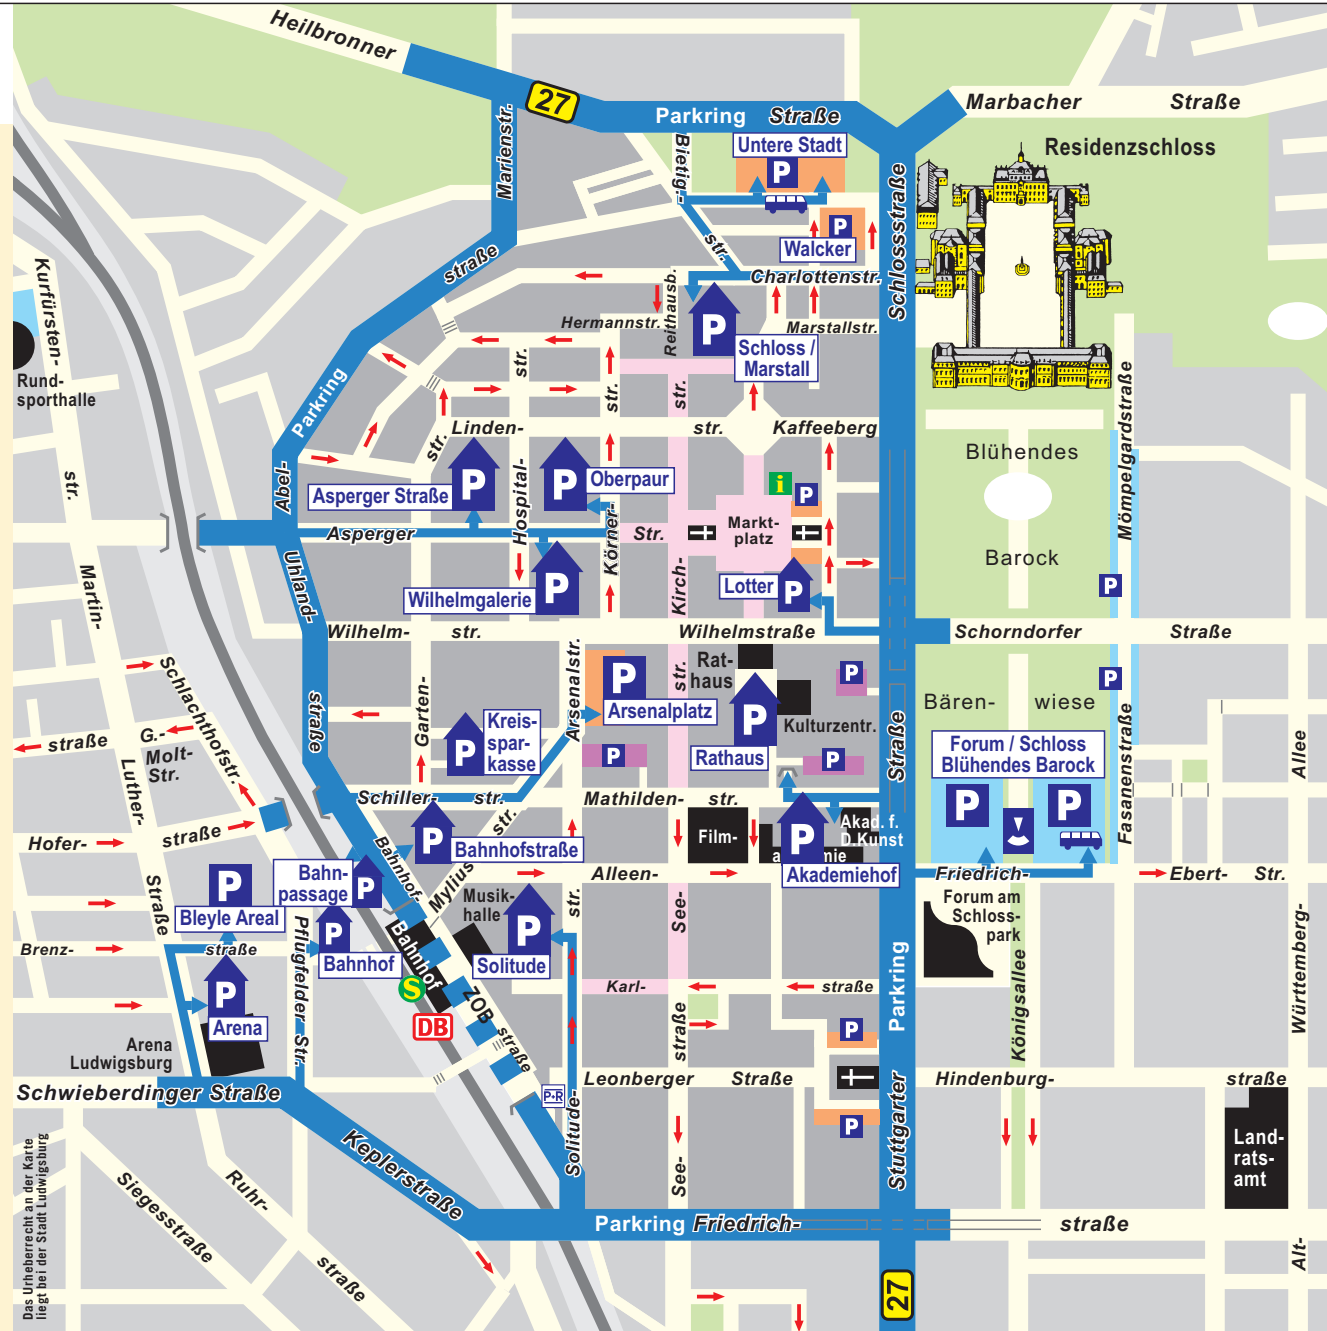 Heilbronner
27
Parkring Straße
Marbacher Straße
Residenzschloss
Marienstr.
Bietig.-
str.
Untere Stadt
P
P
Walcker
Schlossstraße
straße
Charlottenstr.
Kurfürsten-
str.
Rund-
sporthalle
Hermannstr.
Reithausb.
Marstallstr.
P
Schloss /
Marstall
Parkring
str.
str.
str.
Mömpelgardstraße
Linden-
str.
str.
Kaffeeberg
Blühendes
Barock
Abel-
P
Asperger Straße
Hospital-
P
Oberpaur
i
P
Asperger
Str.
Markt-
platz
Körner-
Kirch-
Uhland-
P
Wilhelmgalerie
P
Lotter
P
Martin-
Wilhelm-
str.
Wilhelmstraße
Schorndorfer Straße
Schlachthofstr.
Arsenalstr.
P
Arsenalplatz
str.
Rat-
haus
P
Rathaus
P
Kulturzentr.
P
Bären-
wiese
P
straße
G.-
Molt-
Str.
Luther-
straße
Garten-
P
Kreis-
spar-
kasse
P
Straße
Forum / Schloss
Blühendes Barock
P
P
Fasanenstraße
Allee
Schiller-
str.
Mathilden-
str.
Hofer-
straße
Bahnhof-
str.
Mylius
P
Bahnhofstraße
Film-
P
Akademiehof
Akad. f.
D.Kunst
Alleen-
Friedrich-
Ebert-
Str.
P
Bleyle Areal
Straße
Bahn-
passage
P
Musik-
halle
P
Solitude
str.
See-
Forum am
Schloss-
park
Brenz-
straße
Pflugfelder Str.
P
Bahnhof
Bahnhof
S
DB
ZOB
straße
P
Arena
Arena
Ludwigsburg
Karl-
straße
straße
P
Parkring
Königsallee
Württemberg-
Schwieberdinger Straße
P+R
Leonberger Straße
Hindenburg-
straße
Solitude-
P
Stuttgarter
Land-
rats-
amt
Keplerstraße
See-
Siegesstraße
Ruhr-
straße
Parkring Friedrich-
straße
27
Alt-
Das Urheberrecht an der Karte
liegt bei der Stadt Ludwigsburg